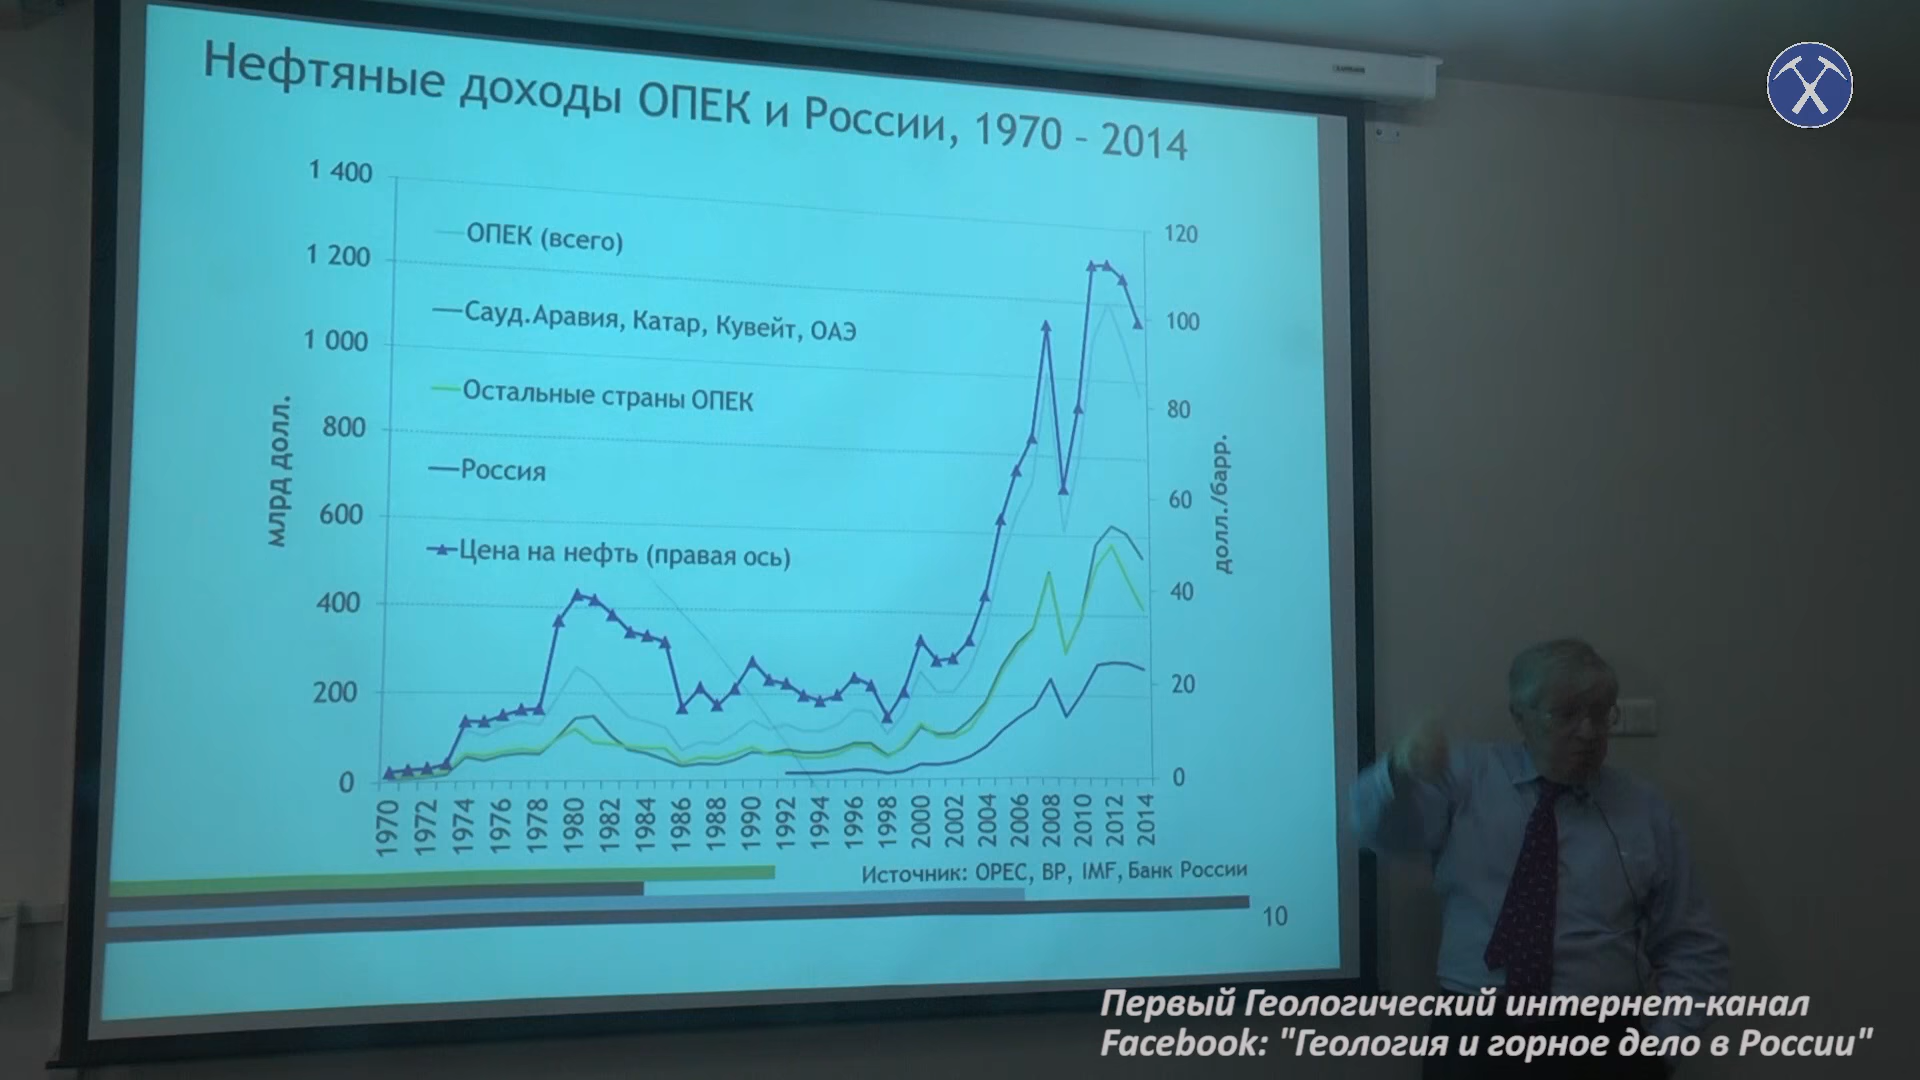 Нефтяные доходы ОПЕК и России, 1970 - 2014
1 400
1 200
1 000
800
600
400
200
0
млрд долл.
ОПЕК (всего)
Сауд.Аравия, Катар, Кувейт, ОАЭ
Остальные страны ОПЕК
Россия
Цена на нефть (правая ось)
120
100
80
60
40
20
0
долл./барр.
1970 1972 1974 1976 1978 1980 1982 1984 1986 1988 1990 1992 1994 1996 1998 2000 2002 2004 2006 2008 2010 2012 2014
Источник: OPEC, BP, IMF, Банк России
10
Первый Геологический интернет-канал
Facebook: "Геология и горное дело в России"